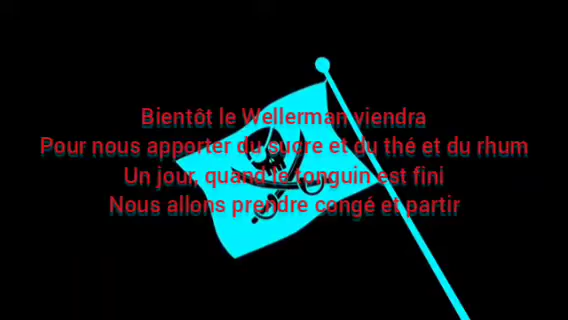 Bientôt le Wellerman viendra
Pour nous apporter du sucre et du thé et du rhum
Un jour, quand le tonguin est fini
Nous allons prendre congé et partir